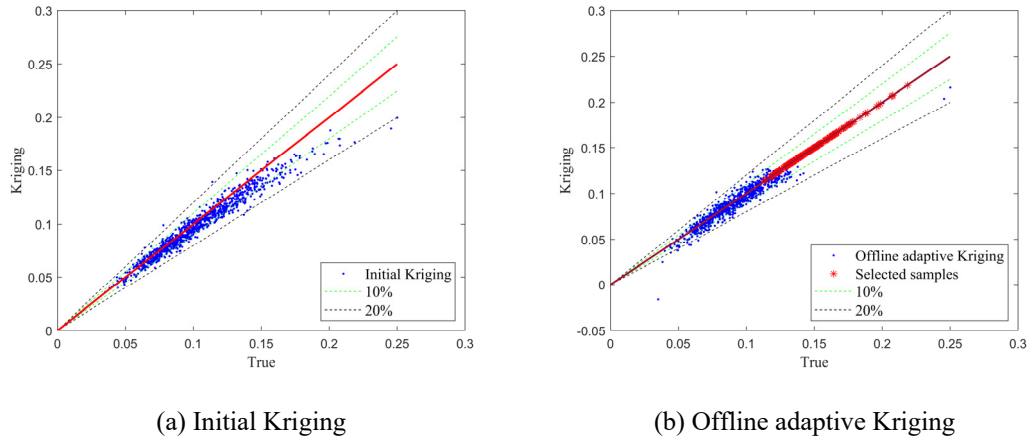 0.3
0.25
0.2
0.15
0.1
0.05
0
Kriging
0 0.05 0.1 0.15 0.2 0.25 0.3
True
Initial Kriging
10%
20%
(a) Initial Kriging
0.3
0.25
0.2
0.15
0.1
0.05
0
-0.05
Kriging
0 0.05 0.1 0.15 0.2 0.25 0.3
True
Offline adaptive Kriging
Selected samples
10%
20%
(b) Offline adaptive Kriging